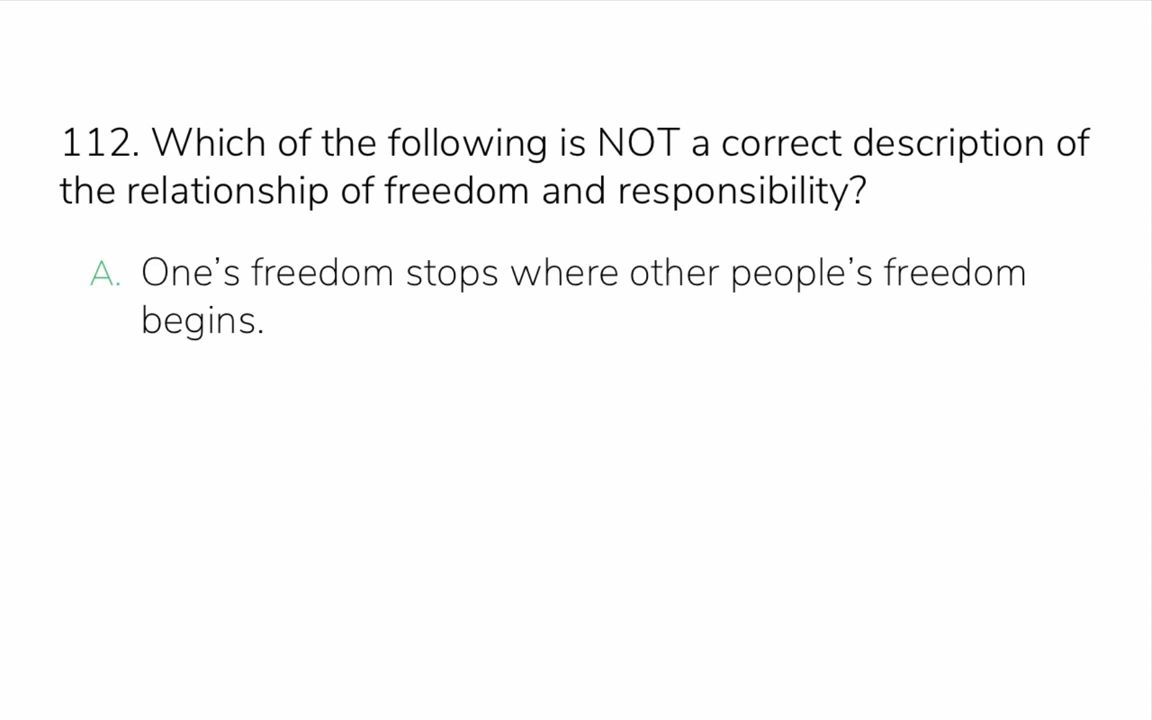 112. Which of the following is NOT a correct description of
the relationship of freedom and responsibility?
A. One’s freedom stops where other people’s freedom
begins.